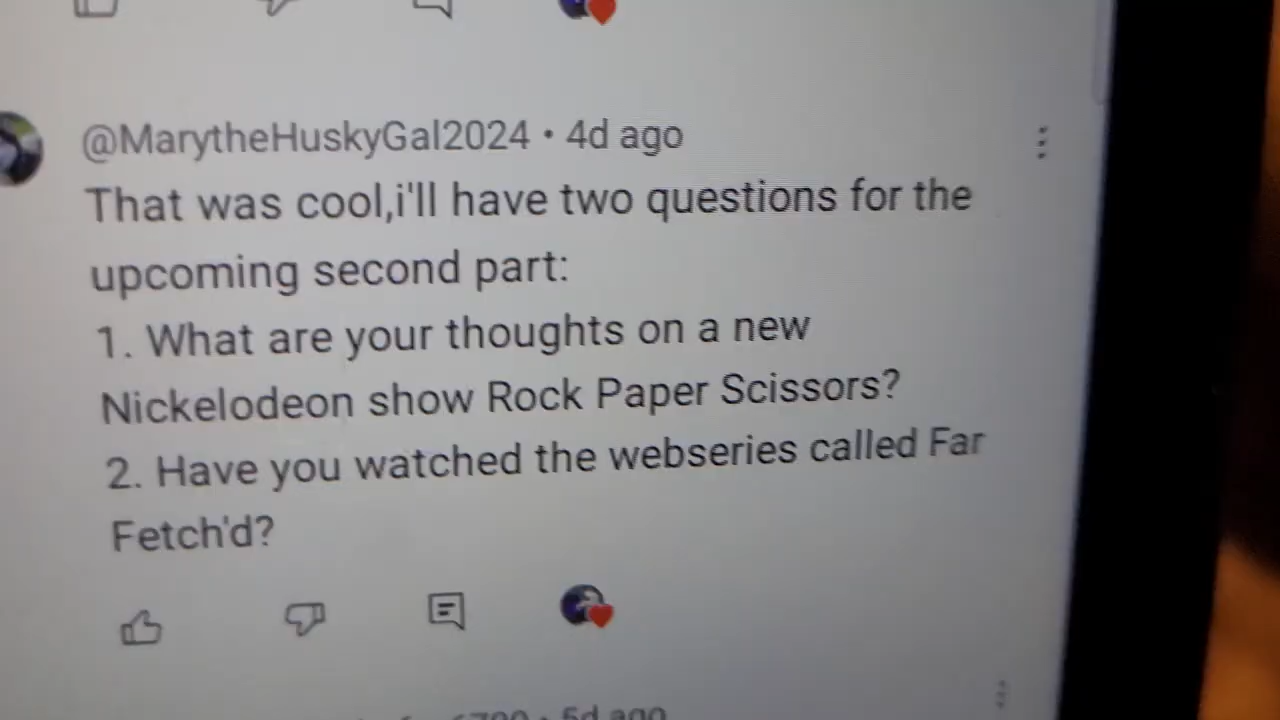 @MarytheHuskyGal2024 • 4d ago
That was cool,i'll have two questions for the
upcoming second part:
1. What are your thoughts on a new
Nickelodeon show Rock Paper Scissors?
2. Have you watched the webseries called Far
Fetch'd?
5d ago